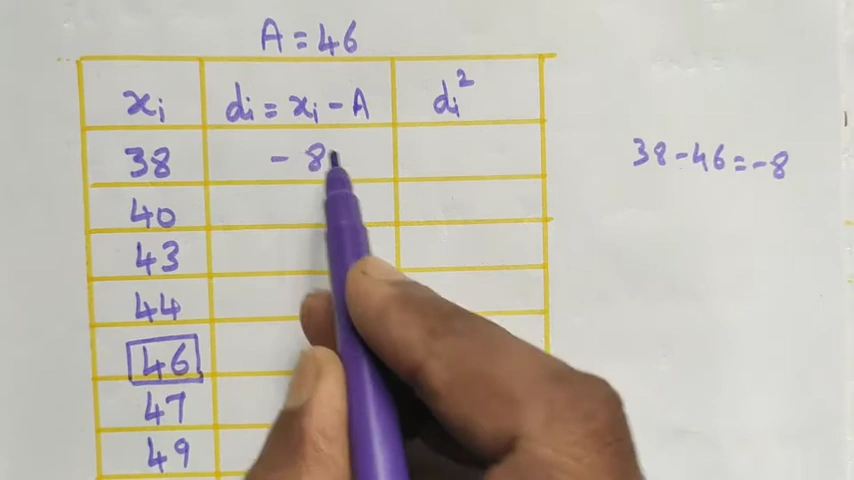 A = 46
xi di = xi - A di²
38 - 8 38 - 46 = - 8
40
43
44
46
47
49